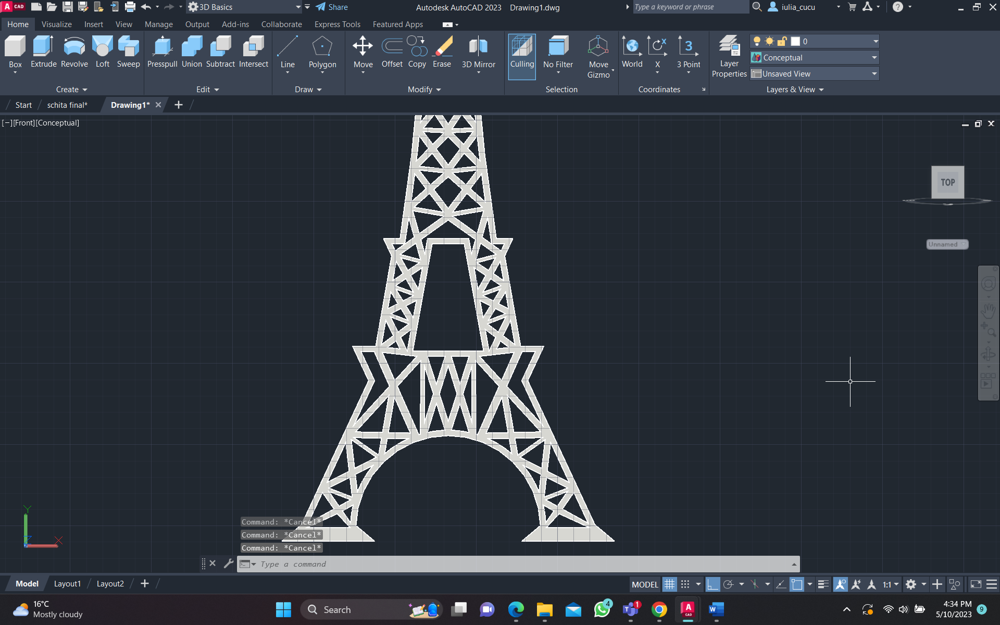 A CAD
3D Basics
Share
Autodesk AutoCAD 2023 Drawing1.dwg
Type a keyword or phrase
iulia_cucu
?
Home Visualize Insert View Manage Output Add-ins Collaborate Express Tools Featured Apps
Box Extrude Revolve Loft Sweep
Presspull Union Subtract Intersect
Line Polygon
Move Offset Copy Erase 3D Mirror
Culling No Filter Move Gizmo
World X 3 Point
Layer Properties
0
Conceptual
Unsaved View
Create Edit Draw Modify Selection Coordinates Layers & View
Start schita final* Drawing1*
[−][Front][Conceptual]
TOP
Unnamed
Y
X
Command: *Cancel*
Command: *Cancel*
Command: *Cancel*
Type a command
Model Layout1 Layout2
MODEL
1:1
16°C
Mostly cloudy
Search
4
1
A CAD
W
4:34 PM
5/10/2023
9